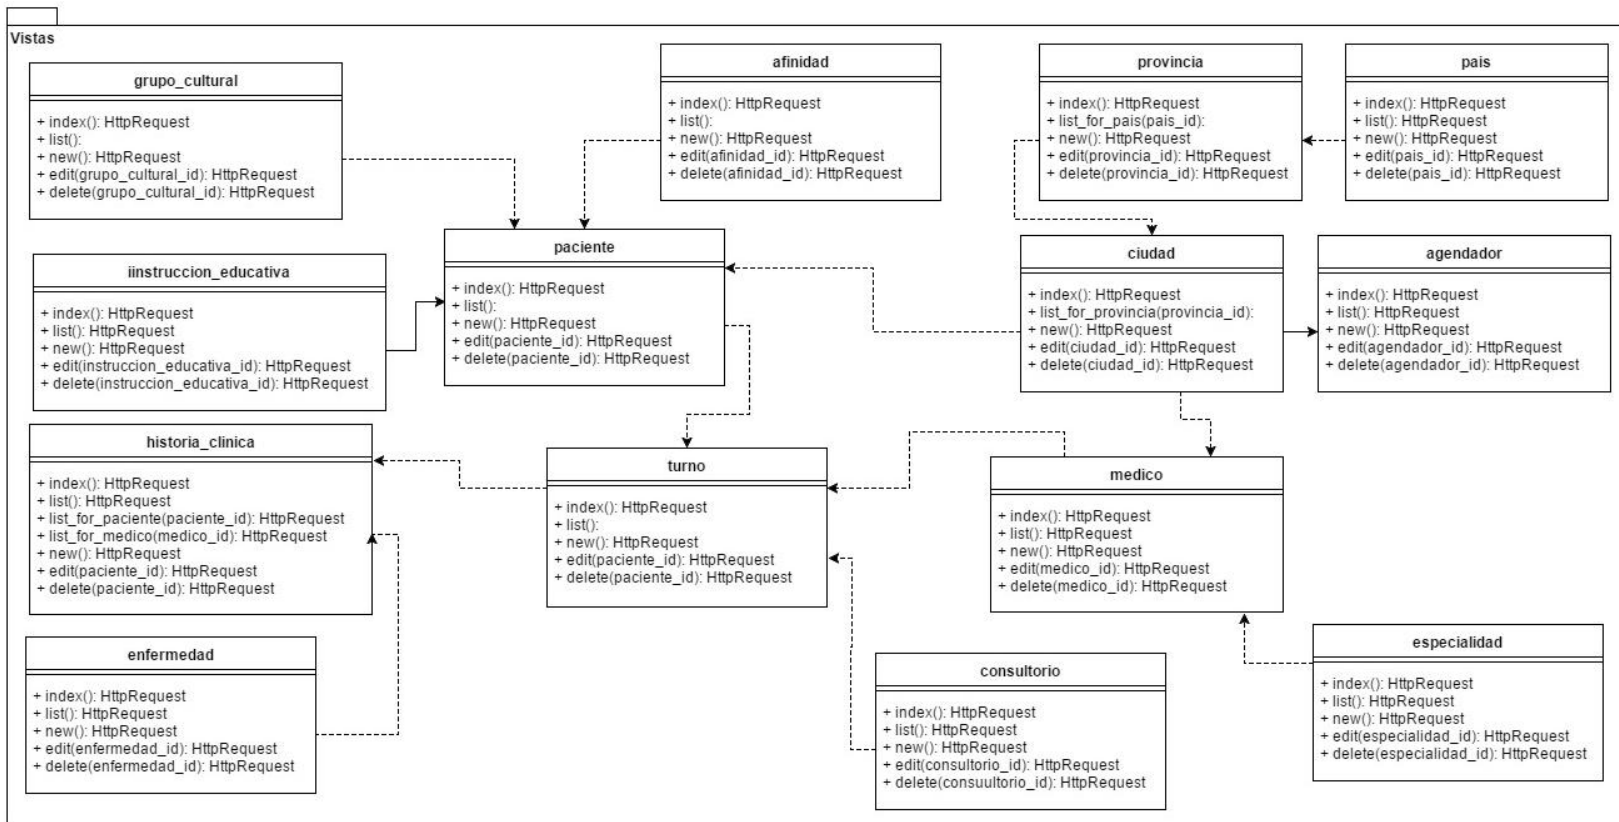 Vistas
grupo_cultural
+ index(): HttpRequest
+ list():
+ new(): HttpRequest
+ edit(grupo_cultural_id): HttpRequest
+ delete(grupo_cultural_id): HttpRequest
afinidad
+ index(): HttpRequest
+ list():
+ new(): HttpRequest
+ edit(afinidad_id): HttpRequest
+ delete(afinidad_id): HttpRequest
provincia
+ index(): HttpRequest
+ list_for_pais(pais_id):
+ new(): HttpRequest
+ edit(provincia_id): HttpRequest
+ delete(provincia_id): HttpRequest
pais
+ index(): HttpRequest
+ list(): HttpRequest
+ new(): HttpRequest
+ edit(pais_id): HttpRequest
+ delete(pais_id): HttpRequest
iinstruccion_educativa
+ index(): HttpRequest
+ list(): HttpRequest
+ new(): HttpRequest
+ edit(instruccion_educativa_id): HttpRequest
+ delete(instruccion_educativa_id): HttpRequest
paciente
+ index(): HttpRequest
+ list():
+ new(): HttpRequest
+ edit(paciente_id): HttpRequest
+ delete(paciente_id): HttpRequest
ciudad
+ index(): HttpRequest
+ list_for_provincia(provincia_id):
+ new(): HttpRequest
+ edit(ciudad_id): HttpRequest
+ delete(ciudad_id): HttpRequest
agendador
+ index(): HttpRequest
+ list(): HttpRequest
+ new(): HttpRequest
+ edit(agendador_id): HttpRequest
+ delete(agendador_id): HttpRequest
historia_clinica
+ index(): HttpRequest
+ list(): HttpRequest
+ list_for_paciente(paciente_id): HttpRequest
+ list_for_medico(medico_id): HttpRequest
+ new(): HttpRequest
+ edit(paciente_id): HttpRequest
+ delete(paciente_id): HttpRequest
turno
+ index(): HttpRequest
+ list():
+ new(): HttpRequest
+ edit(paciente_id): HttpRequest
+ delete(paciente_id): HttpRequest
medico
+ index(): HttpRequest
+ list(): HttpRequest
+ new(): HttpRequest
+ edit(medico_id): HttpRequest
+ delete(medico_id): HttpRequest
enfermedad
+ index(): HttpRequest
+ list(): HttpRequest
+ new(): HttpRequest
+ edit(enfermedad_id): HttpRequest
+ delete(enfermedad_id): HttpRequest
consultorio
+ index(): HttpRequest
+ list(): HttpRequest
+ new(): HttpRequest
+ edit(consultorio_id): HttpRequest
+ delete(consuultorio_id): HttpRequest
especialidad
+ index(): HttpRequest
+ list(): HttpRequest
+ new(): HttpRequest
+ edit(especialidad_id): HttpRequest
+ delete(especialidad_id): HttpRequest